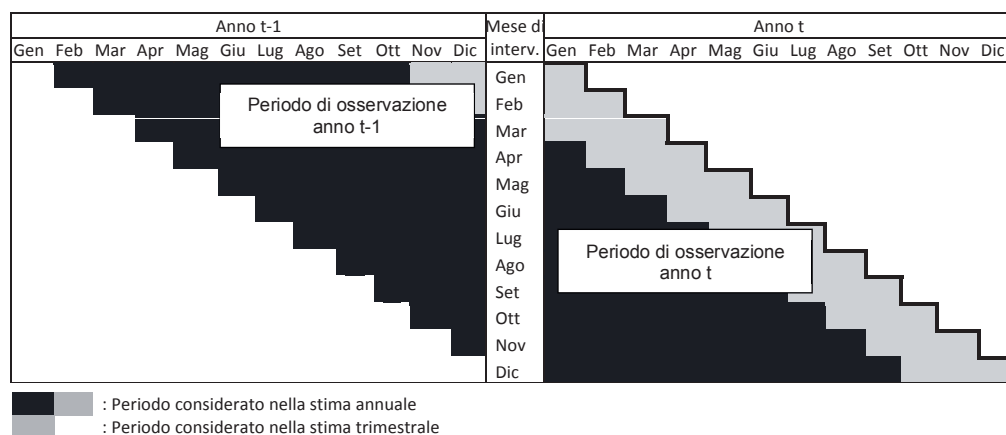 Anno t-1 Mese di Anno t
Gen Feb Mar Apr Mag Giu Lug Ago Set Ott Nov Dic interv. Gen Feb Mar Apr Mag Giu Lug Ago Set Ott Nov Dic
Gen
Feb
Mar
Apr
Mag
Giu
Lug
Ago
Set
Ott
Nov
Dic
Periodo di osservazione
anno t-1
Periodo di osservazione
anno t
: Periodo considerato nella stima annuale
: Periodo considerato nella stima trimestrale